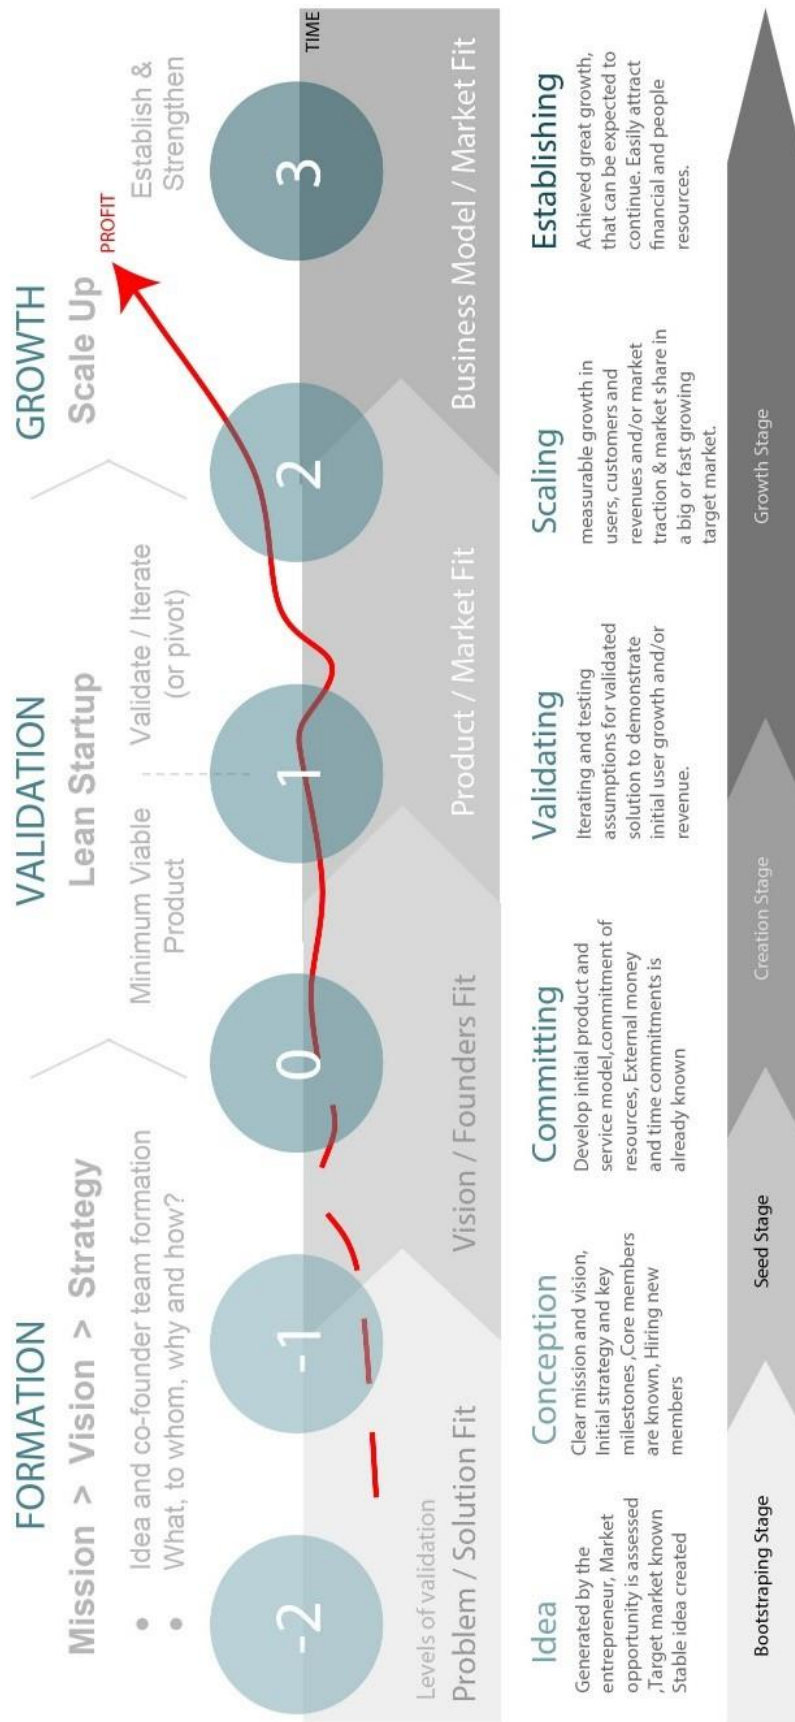 FORMATION
VALIDATION
GROWTH
Mission > Vision > Strategy
Lean Startup
Scale Up
• Idea and co-founder team formation
• What, to whom, why and how?
Minimum Viable
Product
Validate / Iterate
(or pivot)
PROFIT
Establish &
Strengthen
-2
-1
0
1
2
3
TIME
Levels of validation
Problem / Solution Fit
Vision / Founders Fit
Product / Market Fit
Business Model / Market Fit
Idea
Generated by the
entrepreneur, Market
opportunity is assessed
,Target market known
Stable idea created
Conception
Clear mission and vision,
Initial strategy and key
milestones ,Core members
are known, Hiring new
members
Committing
Develop initial product and
service model,commitment of
resources, External money
and time commitments is
already known
Validating
Iterating and testing
assumptions for validated
solution to demonstrate
initial user growth and/or
revenue.
Scaling
measurable growth in
users, customers and
revenues and/or market
traction & market share in
a big or fast growing
target market.
Establishing
Achieved great growth,
that can be expected to
continue. Easily attract
financial and people
resources.
Bootstraping Stage
Seed Stage
Creation Stage
Growth Stage